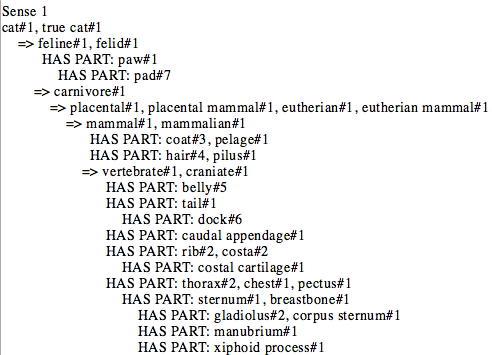 Sense 1
cat#1, true cat#1
=> feline#1, felid#1
HAS PART: paw#1
HAS PART: pad#7
=> carnivore#1
=> placental#1, placental mammal#1, eutherian#1, eutherian mammal#1
=> mammal#1, mammalian#1
HAS PART: coat#3, pelage#1
HAS PART: hair#4, pilus#1
=> vertebrate#1, craniate#1
HAS PART: belly#5
HAS PART: tail#1
HAS PART: dock#6
HAS PART: caudal appendage#1
HAS PART: rib#2, costa#2
HAS PART: costal cartilage#1
HAS PART: thorax#2, chest#1, pectus#1
HAS PART: sternum#1, breastbone#1
HAS PART: gladiolus#2, corpus sternum#1
HAS PART: manubrium#1
HAS PART: xiphoid process#1